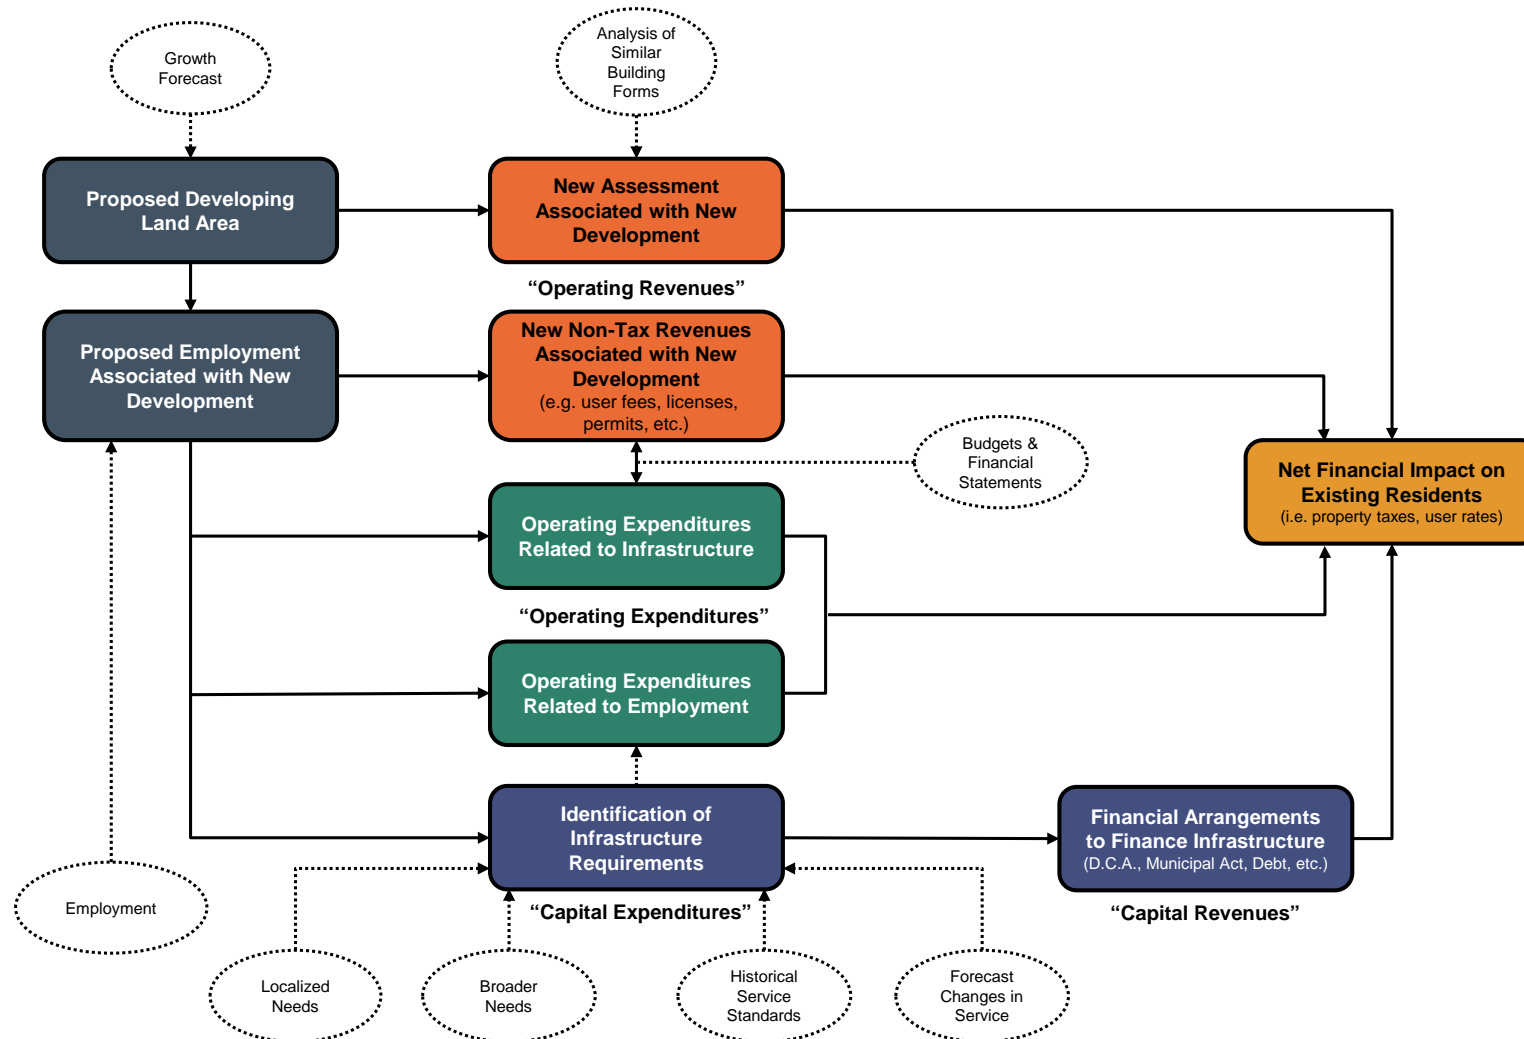 Growth
Forecast
Analysis of
Similar
Building
Forms
Proposed Developing
Land Area
New Assessment
Associated with New
Development
“Operating Revenues”
Proposed Employment
Associated with New
Development
New Non-Tax Revenues
Associated with New
Development
(e.g. user fees, licenses,
permits, etc.)
Budgets &
Financial
Statements
Net Financial Impact on
Existing Residents
(i.e. property taxes, user rates)
Operating Expenditures
Related to Infrastructure
“Operating Expenditures”
Operating Expenditures
Related to Employment
Identification of
Infrastructure
Requirements
“Capital Expenditures”
Financial Arrangements
to Finance Infrastructure
(D.C.A., Municipal Act, Debt, etc.)
“Capital Revenues”
Employment
Localized
Needs
Broader
Needs
Historical
Service
Standards
Forecast
Changes in
Service